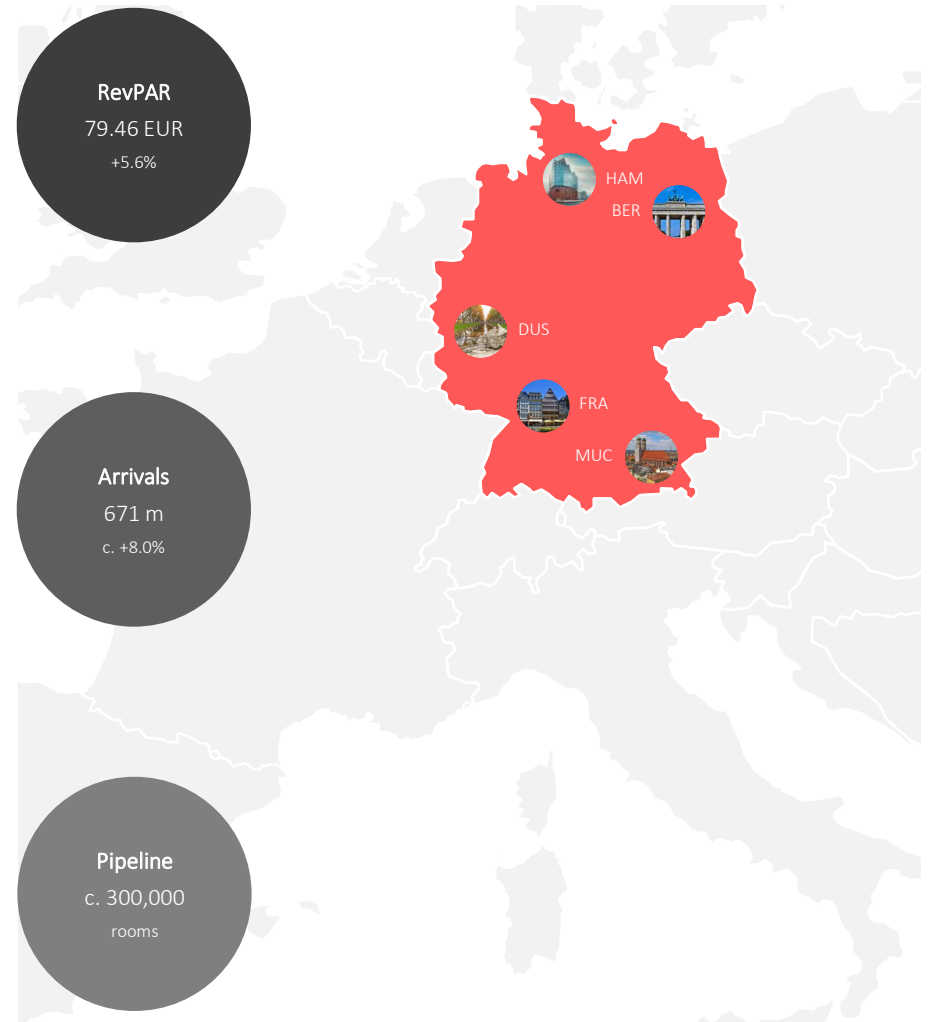 RevPAR
79.46 EUR
+5.6%
HAM
BER
DUS
FRA
MUC
Arrivals
671 m
c. +8.0%
Pipeline
c. 300,000
rooms